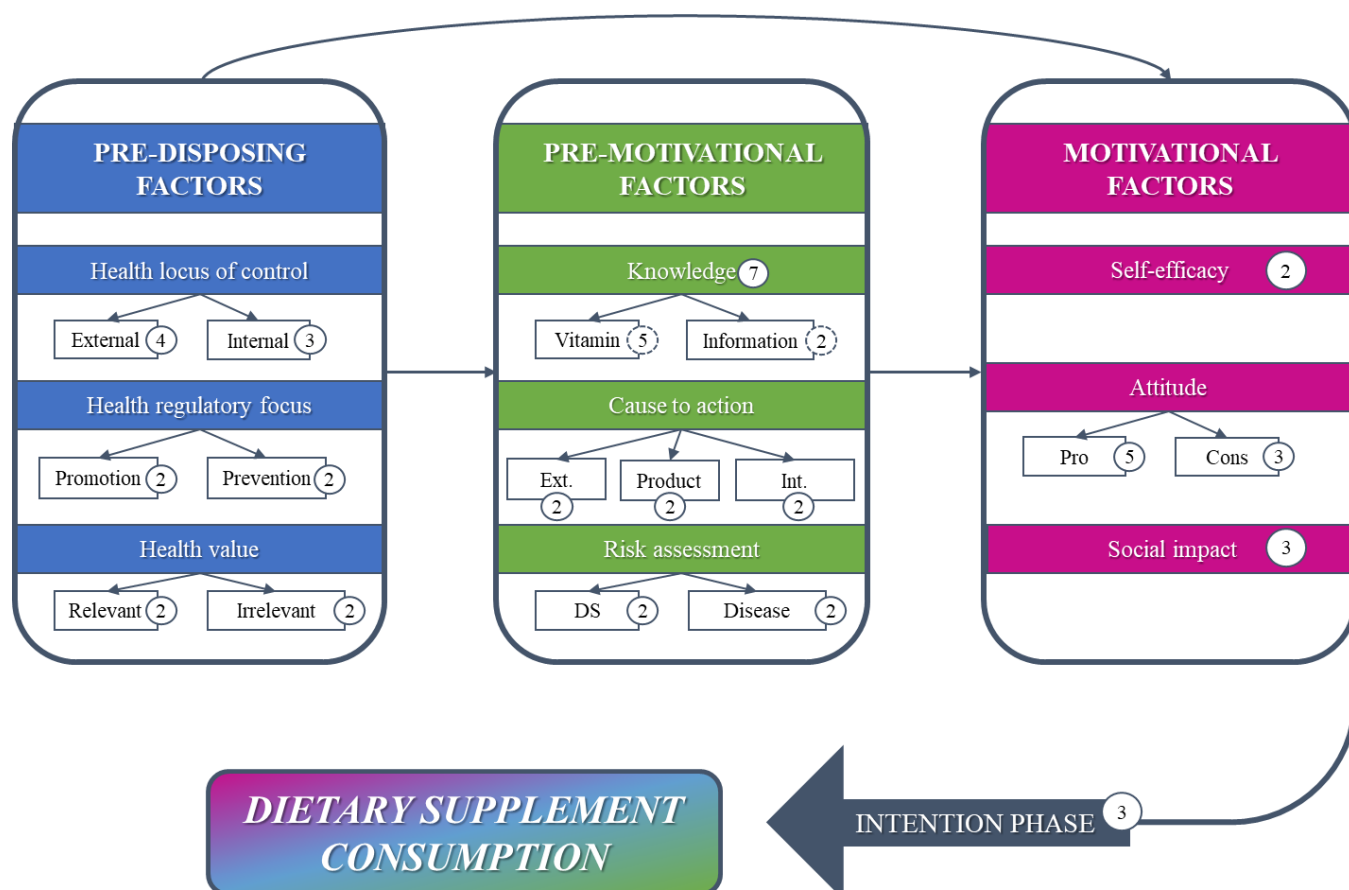 PRE-DISPOSING
FACTORS
Health locus of control
External 4
Internal 3
Health regulatory focus
Promotion 2
Prevention 2
Health value
Relevant 2
Irrelevant 2
PRE-MOTIVATIONAL
FACTORS
Knowledge 7
Vitamin 5
Information 2
Cause to action
Ext. 2
Product 2
Int. 2
Risk assessment
DS 2
Disease 2
MOTIVATIONAL
FACTORS
Self-efficacy 2
Attitude
Pro 5
Cons 3
Social impact 3
INTENTION PHASE 3
DIETARY SUPPLEMENT
CONSUMPTION